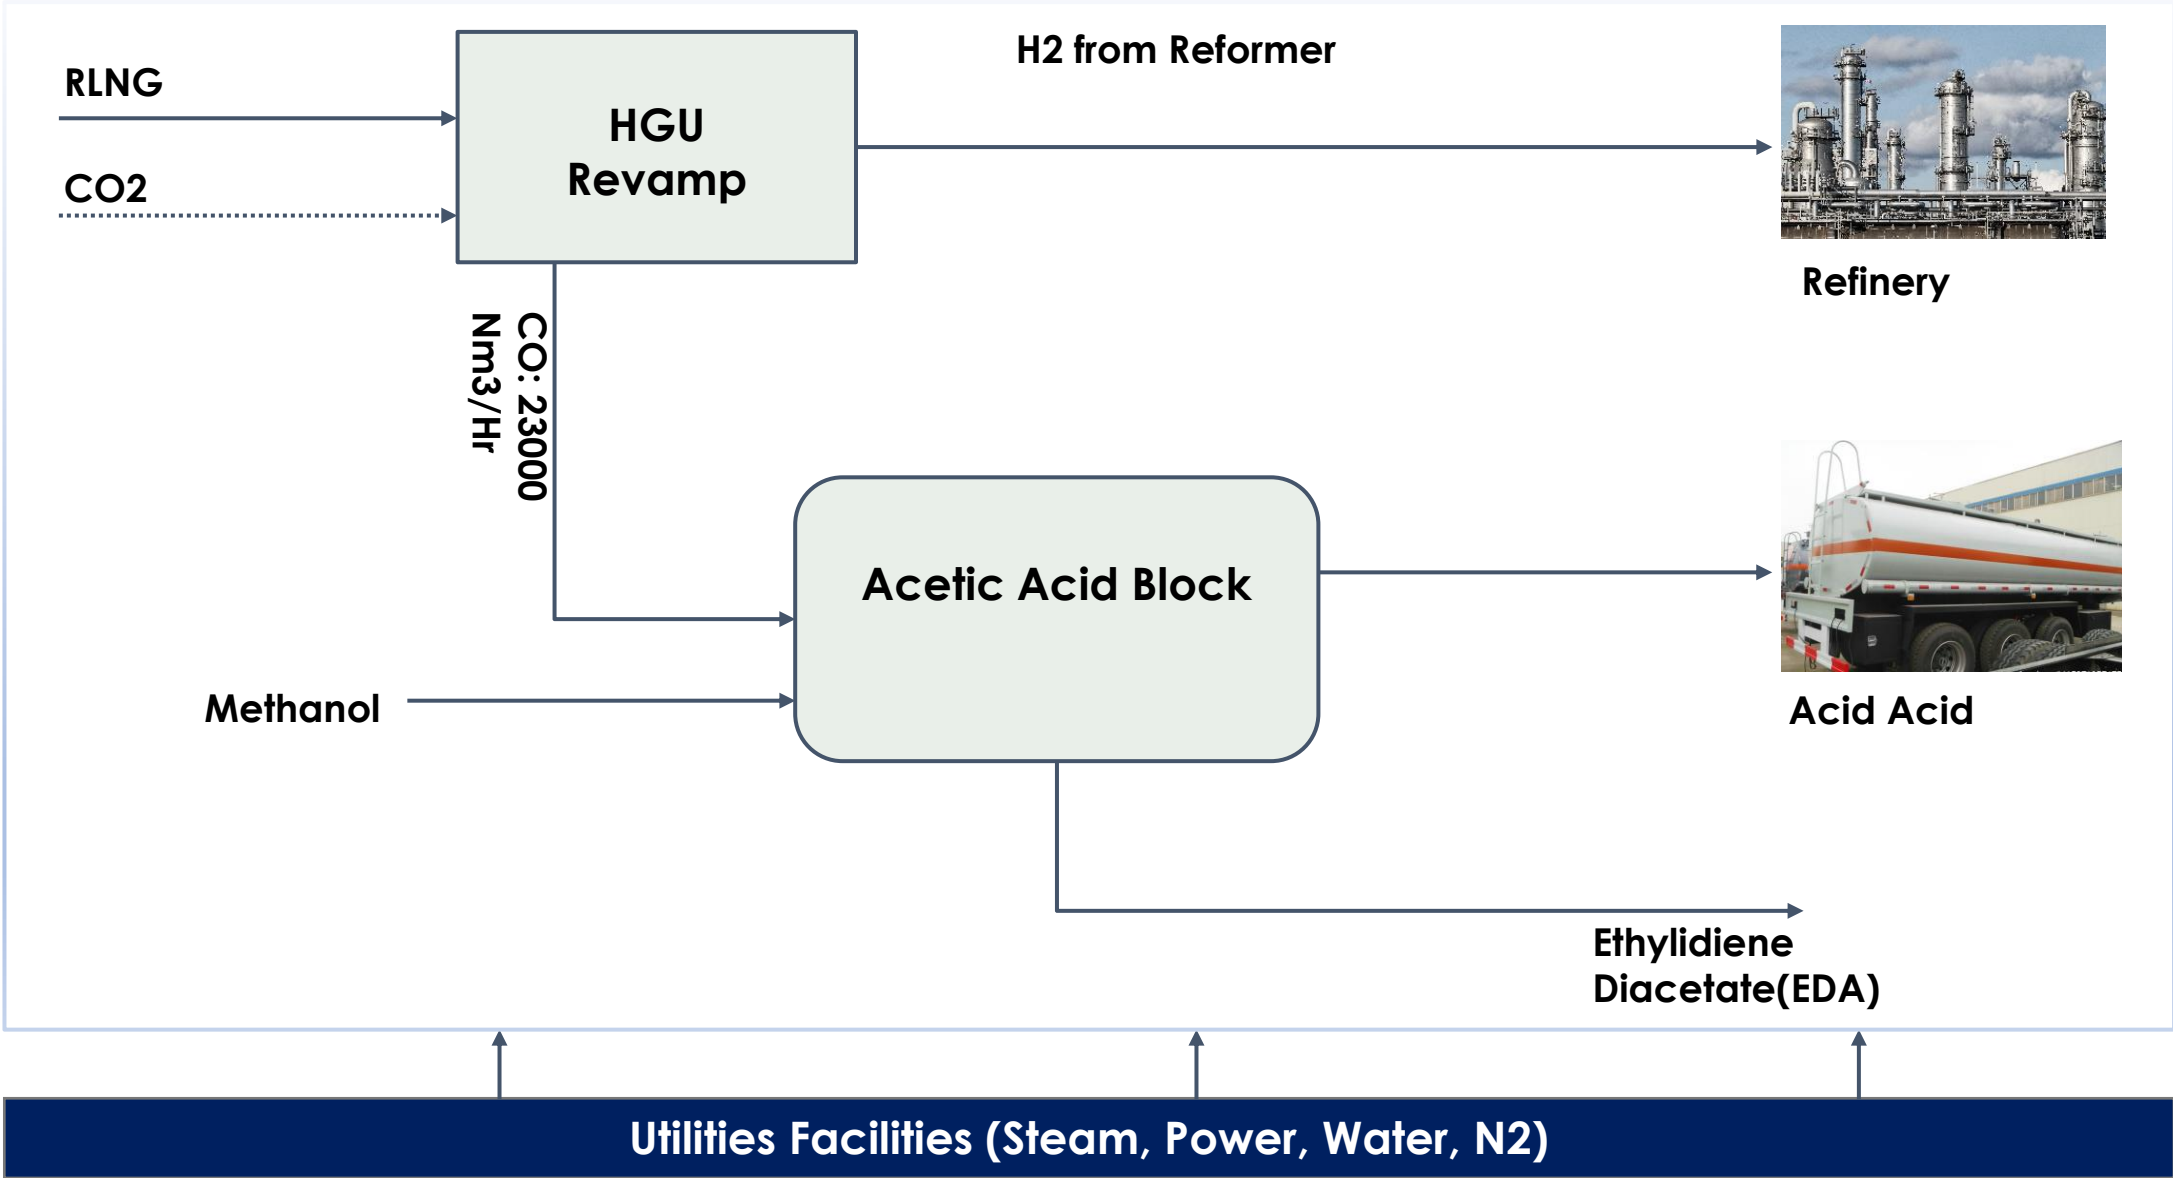 RLNG
CO2
HGU
Revamp
H2 from Reformer
Refinery
CO: 23000
Nm3/Hr
Acetic Acid Block
Methanol
Acid Acid
Ethylidiene
Diacetate(EDA)
Utilities Facilities (Steam, Power, Water, N2)